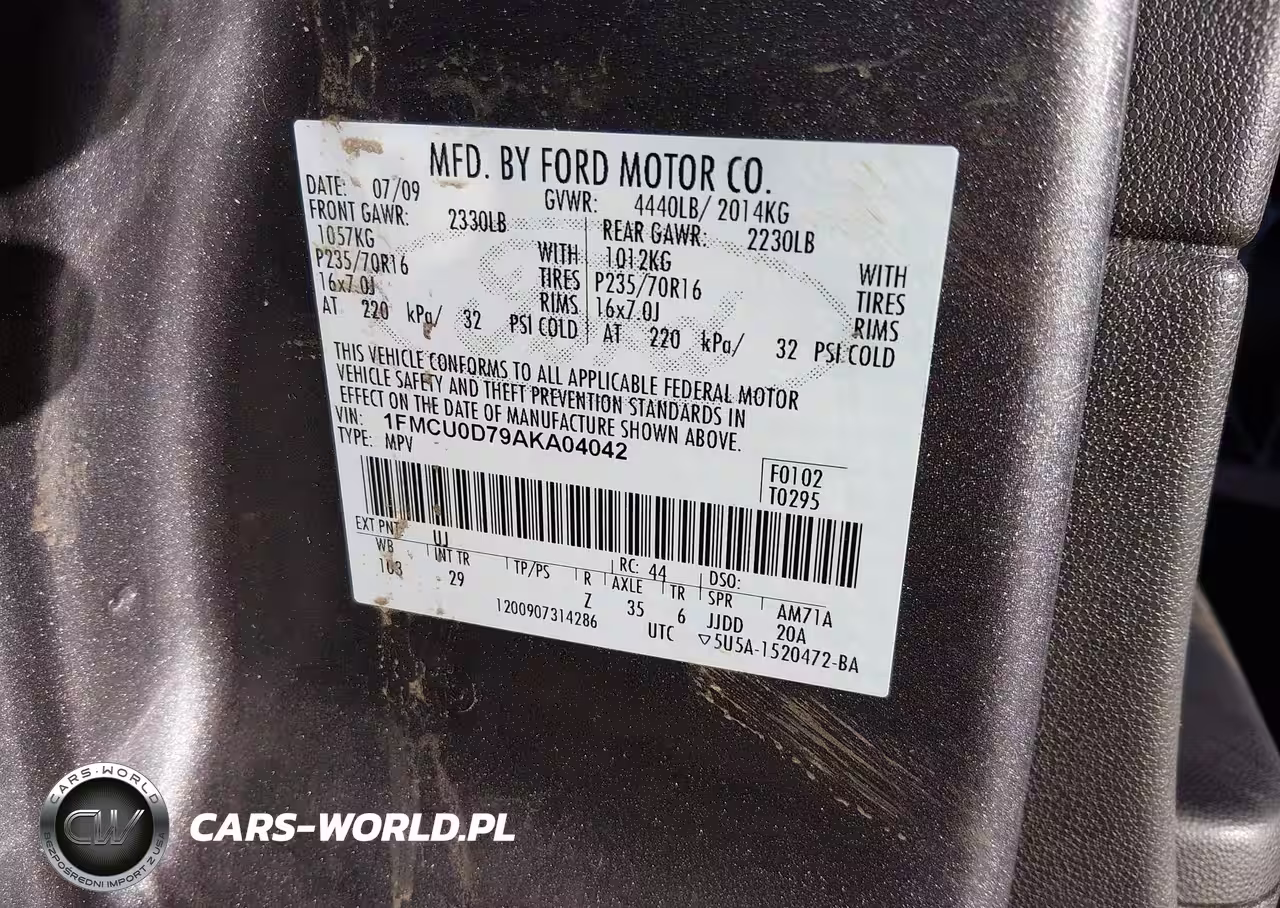 MFD. BY FORD MOTOR CO.
DATE: 07/09 GVWR: 4440LB/ 2014KG
FRONT GAWR: 2330LB REAR GAWR: 2230LB
1057KG WITH 1012KG WITH
P235/70R16 TIRES P235/70R16 TIRES
16x7.0J RIMS 16x7.0J RIMS
AT 220 kPa/ 32 PSI COLD AT 220 kPa/ 32 PSI COLD
THIS VEHICLE CONFORMS TO ALL APPLICABLE FEDERAL MOTOR
VEHICLE SAFETY AND THEFT PREVENTION STANDARDS IN
EFFECT ON THE DATE OF MANUFACTURE SHOWN ABOVE.
VIN: 1FMCU0D79AKA04042
TYPE: MPV
F0102
T0295
EXT PNT UJ RC: 44 DSO:
WB INT TR TP/PS R AXLE TR SPR AM71A
103 29 Z 35 6 JJDD 20A
1200907314286 UTC ▽5U5A-1520472-BA
CARS-WORLD
CW
BEZPOŚREDNI IMPORT Z USA
CARS-WORLD.PL